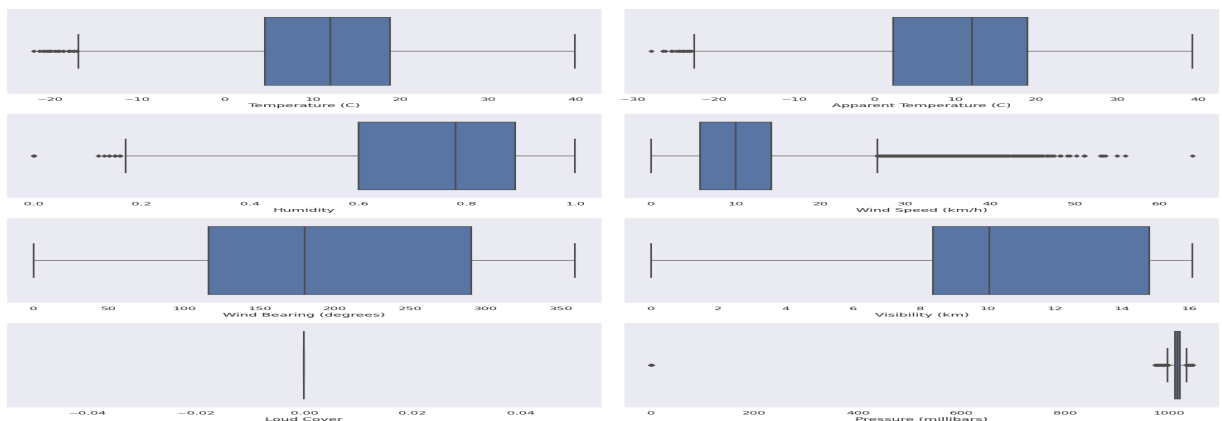 −20 −10 0 10 20 30 40
Temperature (C)
−30 −20 −10 0 10 20 30 40
Apparent Temperature (C)
0.0 0.2 0.4 0.6 0.8 1.0
Humidity
0 10 20 30 40 50 60
Wind Speed (km/h)
0 50 100 150 200 250 300 350
Wind Bearing (degrees)
0 2 4 6 8 10 12 14 16
Visibility (km)
−0.04 −0.02 0.00 0.02 0.04
Loud Cover
0 200 400 600 800 1000
Pressure (millibars)